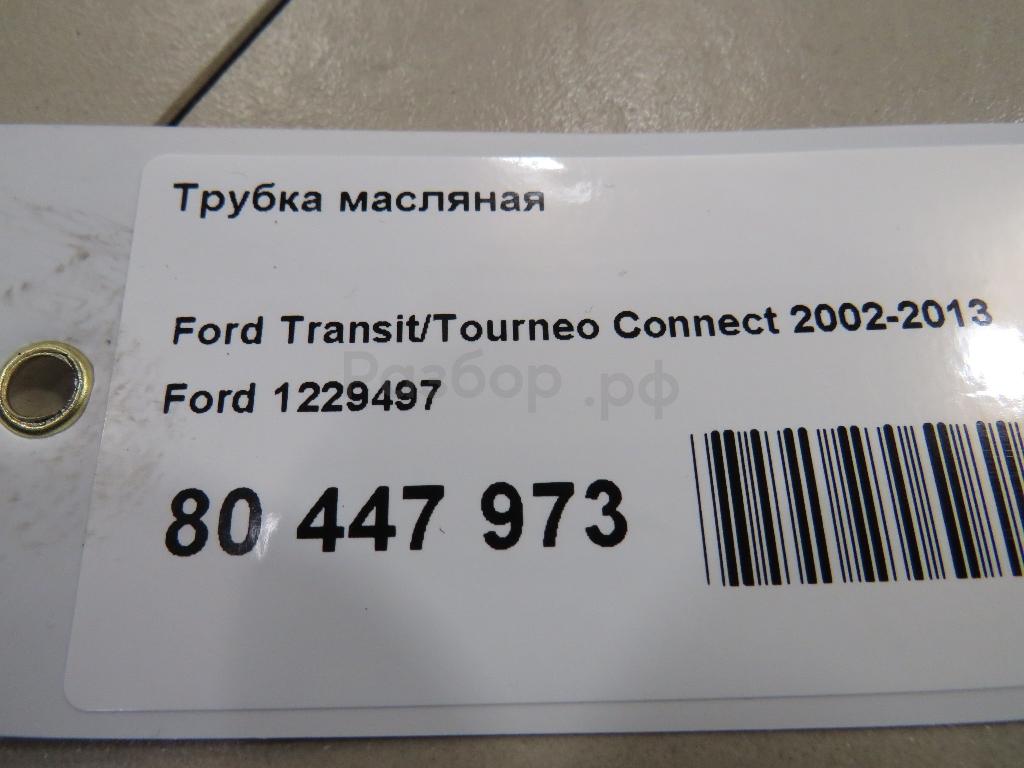 Трубка масляная
Ford Transit/Tourneo Connect 2002-2013
Разбор.рф
Ford 1229497
80 447 973